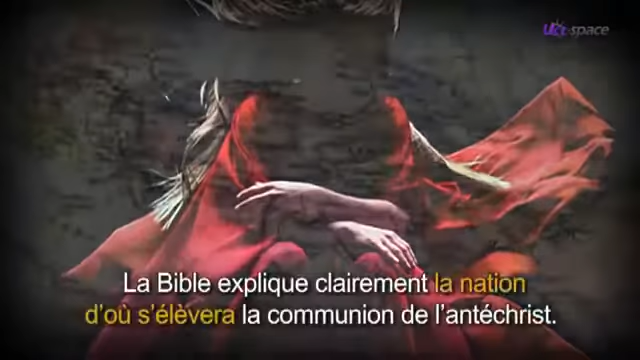 La Bible explique clairement la nation
d'où s'élèvera la communion de l'antéchrist.